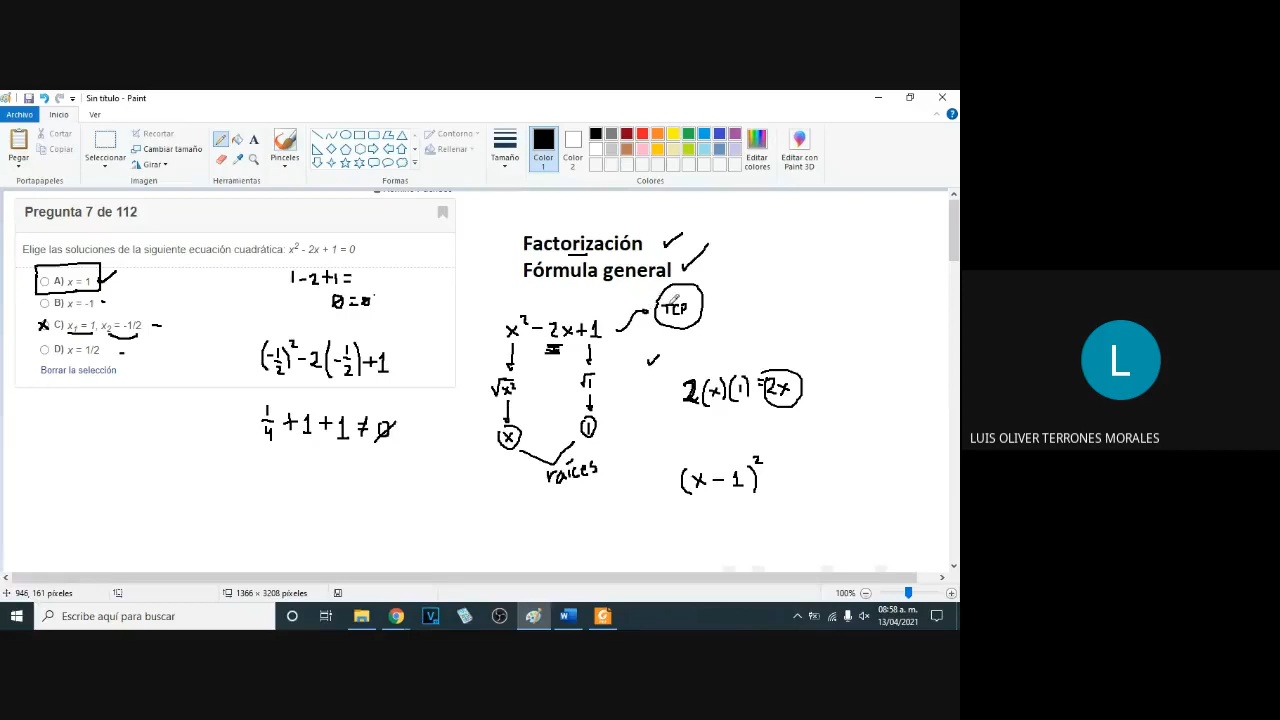 Sin título - Paint
Archivo Inicio Ver
Pegar
Cortar
Copiar
Portapapeles
Seleccionar
Recortar
Cambiar tamaño
Girar
Imagen
Herramientas
Pinceles
Contorno
Rellenar
Formas
Tamaño
Color 1
Color 2
Colores
Editar colores
Editar con Paint 3D
Pregunta 7 de 112
Elige las soluciones de la siguiente ecuación cuadrática: x² - 2x + 1 = 0
A) x = 1
B) x = -1
C) x₁ = 1, x₂ = -1/2
D) x = 1/2
Borrar la selección
1-2+1=
0=0
(-1/2)² - 2(-1/2) + 1
1/4 + 1 + 1 ≠ 0
Factorización
Fórmula general
TCP
x² - 2x + 1
√x² √1
x 1
raíces
2(x)(1) = 2x
(x - 1)²
946, 161 píxeles
1366 × 3208 píxeles
100%
Escribe aquí para buscar
08:58 a. m.
13/04/2021
L
LUIS OLIVER TERRONES MORALES